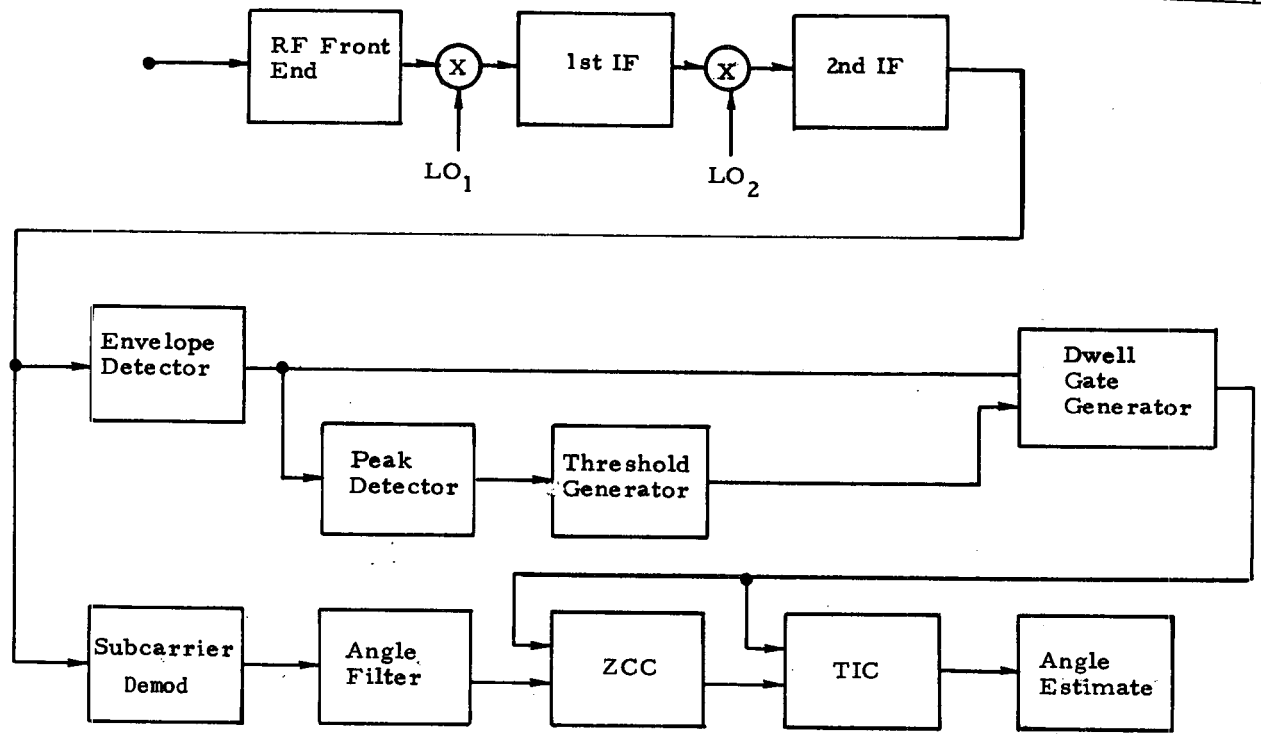 RF Front
End
X
1st IF
X
2nd IF
LO1
LO2
Envelope
Detector
Dwell
Gate
Generator
Peak
Detector
Threshold
Generator
Subcarrier
Demod
Angle
Filter
ZCC
TIC
Angle
Estimate